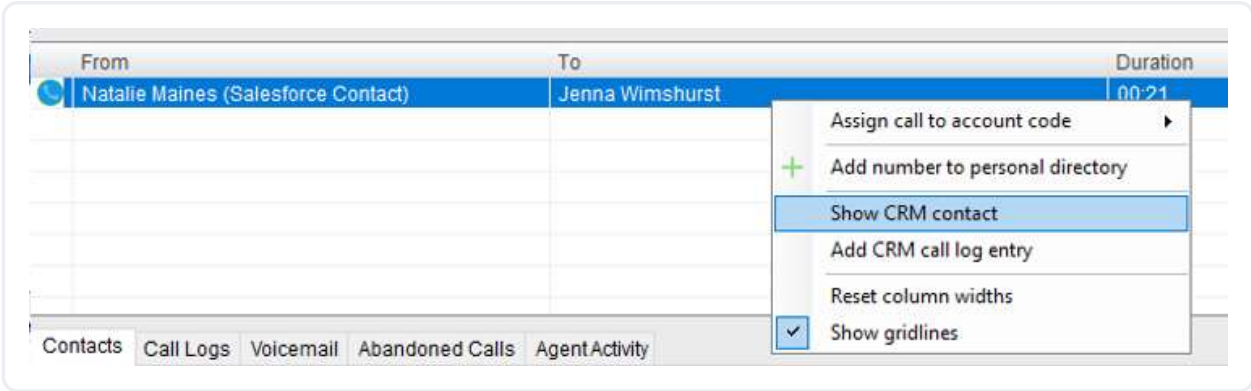 From To Duration
Natalie Maines (Salesforce Contact) Jenna Wimshurst 00:21
Assign call to account code
Add number to personal directory
Show CRM contact
Add CRM call log entry
Reset column widths
Show gridlines
Contacts Call Logs Voicemail Abandoned Calls Agent Activity